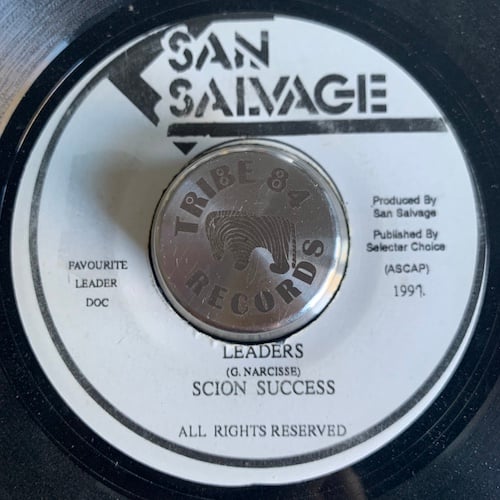 SAN
SALVAGE
TRIBE 84
RECORDS
Produced By
San Salvage
Published By
Selecter Choice
(ASCAP)
1991.
FAVOURITE
LEADER
DOC
LEADERS
(G. NARCISSE)
SCION SUCCESS
ALL RIGHTS RESERVED